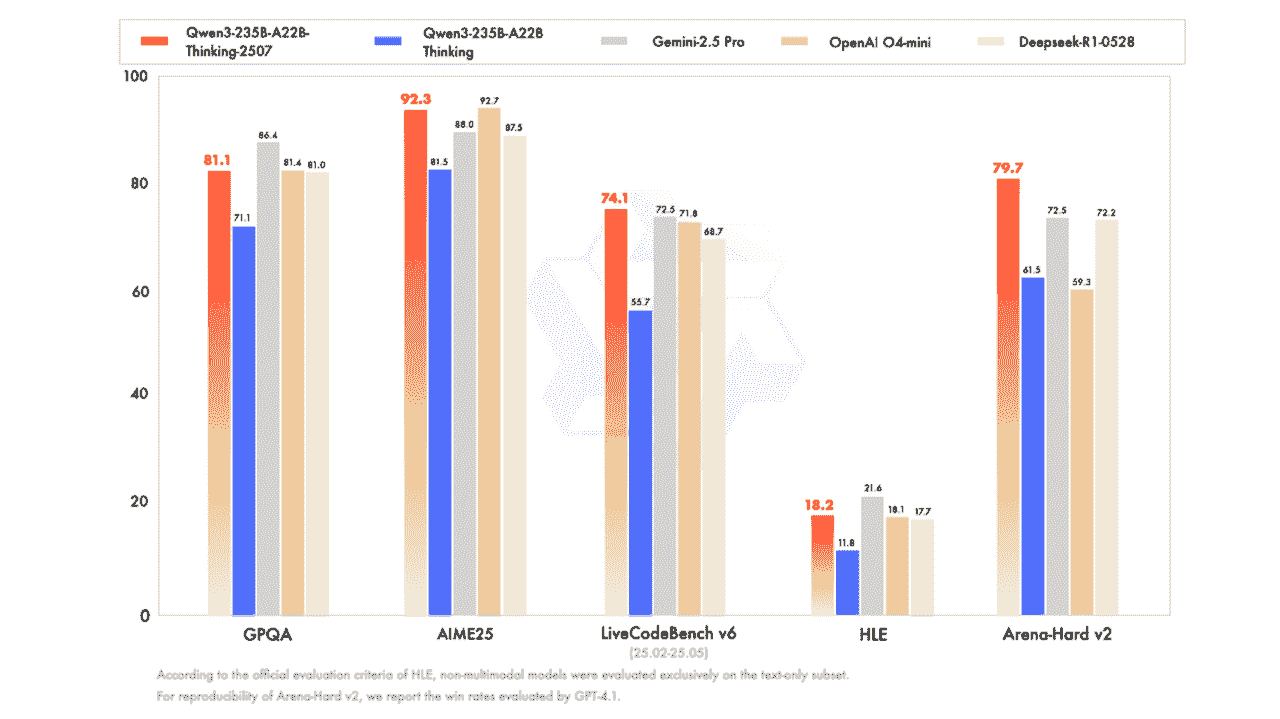 Qwen3-235B-A22B-
Thinking-2507
Qwen3-235B-A22B
Thinking
Gemini-2.5 Pro
OpenAI O4-mini
Deepseek-R1-0528
100
80
60
40
20
0
81.1
71.1
86.4
81.4
81.0
92.3
81.5
88.0
92.7
87.5
74.1
55.7
72.5
71.8
68.7
18.2
11.8
21.6
18.1
17.7
79.7
61.5
72.5
59.3
72.2
GPQA
AIME25
LiveCodeBench v6
(25.02-25.05)
HLE
Arena-Hard v2
According to the official evaluation criteria of HLE, non-multimodal models were evaluated exclusively on the text-only subset.
For reproducibility of Arena-Hard v2, we report the win rates evaluated by GPT-4.1.